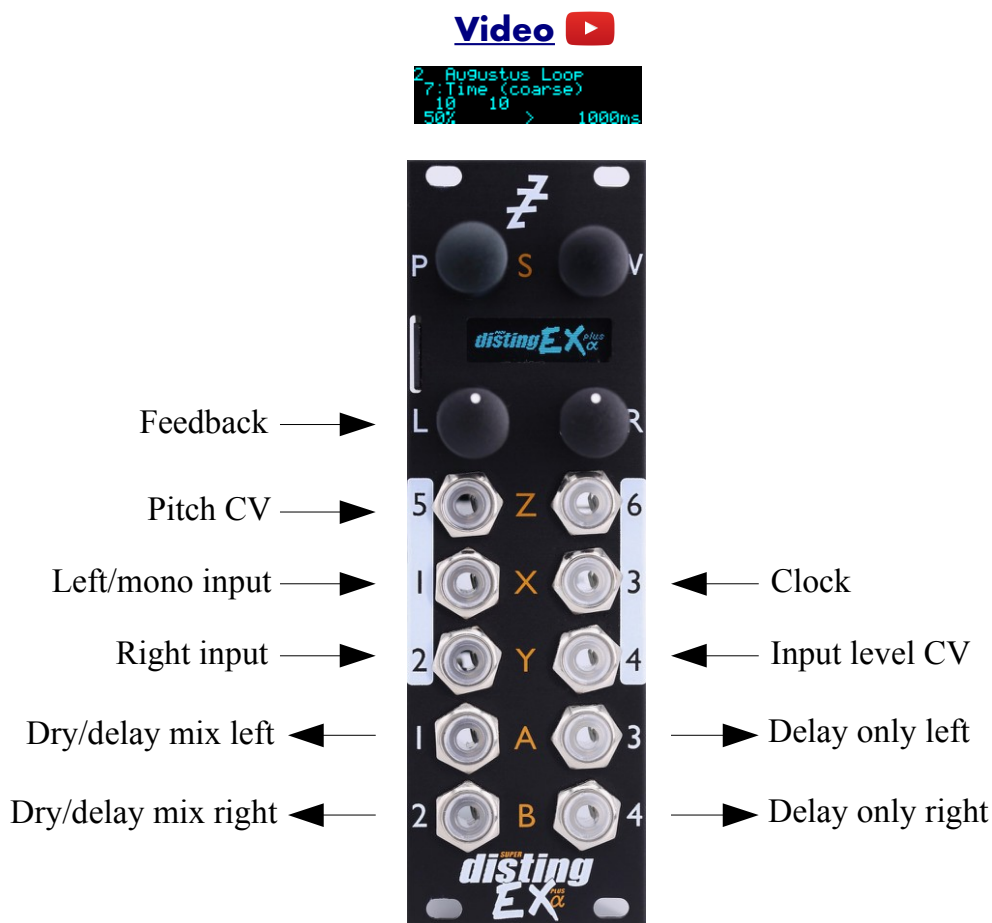 Video
2 Augustus Loop
7:Time (coarse)
10 10
50% > 1000ms
P S V
disting EX plus α
Feedback
L R
Pitch CV
5 Z 6
Left/mono input
1 X 3
Clock
Right input
2 Y 4
Input level CV
Dry/delay mix left
1 A 3
Delay only left
Dry/delay mix right
2 B 4
Delay only right
SUPER
disting
EX PLUS α